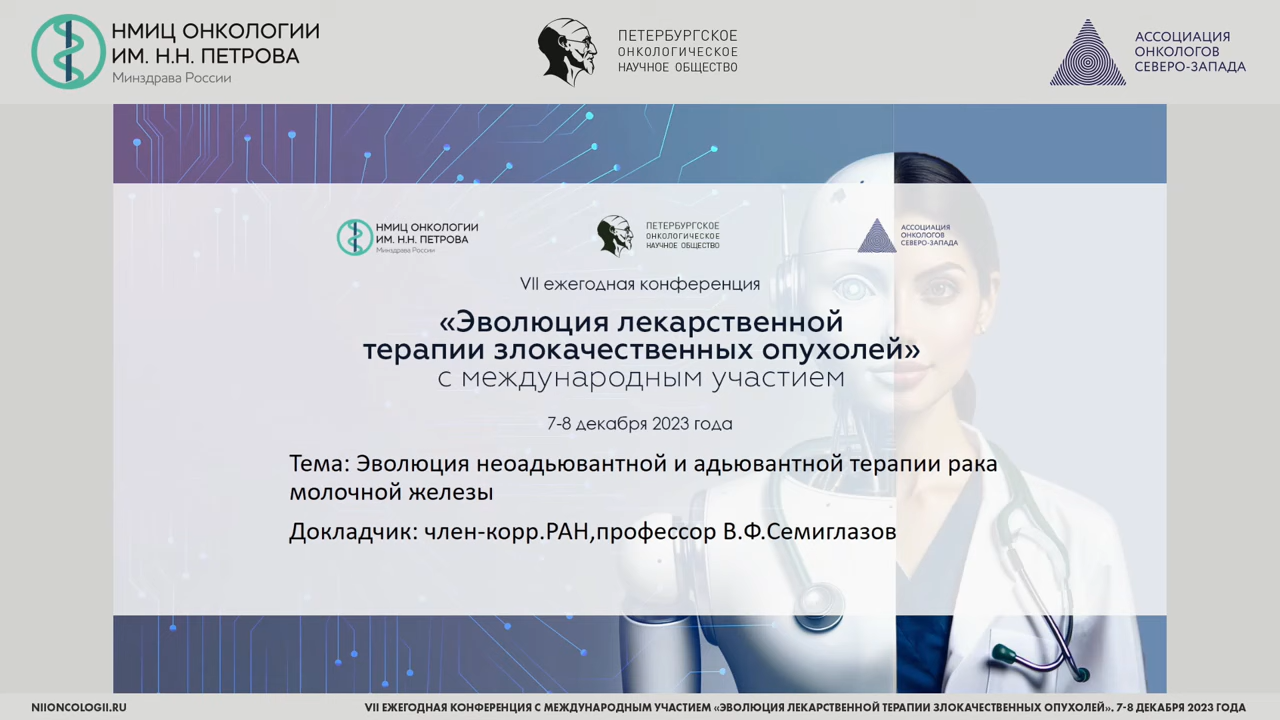 НМИЦ ОНКОЛОГИИ
ИМ. Н.Н. ПЕТРОВА
Минздрава России
ПЕТЕРБУРГСКОЕ
ОНКОЛОГИЧЕСКОЕ
НАУЧНОЕ ОБЩЕСТВО
АССОЦИАЦИЯ
ОНКОЛОГОВ
СЕВЕРО-ЗАПАДА
НМИЦ ОНКОЛОГИИ
ИМ. Н.Н. ПЕТРОВА
Минздрава России
ПЕТЕРБУРГСКОЕ
ОНКОЛОГИЧЕСКОЕ
НАУЧНОЕ ОБЩЕСТВО
АССОЦИАЦИЯ
ОНКОЛОГОВ
СЕВЕРО-ЗАПАДА
VII ежегодная конференция
«Эволюция лекарственной
терапии злокачественных опухолей»
с международным участием
7-8 декабря 2023 года
Тема: Эволюция неоадьювантной и адьювантной терапии рака
молочной железы
Докладчик: член-корр.РАН,профессор В.Ф.Семиглазов
NIIONCOLOGII.RU
VII ЕЖЕГОДНАЯ КОНФЕРЕНЦИЯ С МЕЖДУНАРОДНЫМ УЧАСТИЕМ «ЭВОЛЮЦИЯ ЛЕКАРСТВЕННОЙ ТЕРАПИИ ЗЛОКАЧЕСТВЕННЫХ ОПУХОЛЕЙ». 7-8 ДЕКАБРЯ 2023 ГОДА